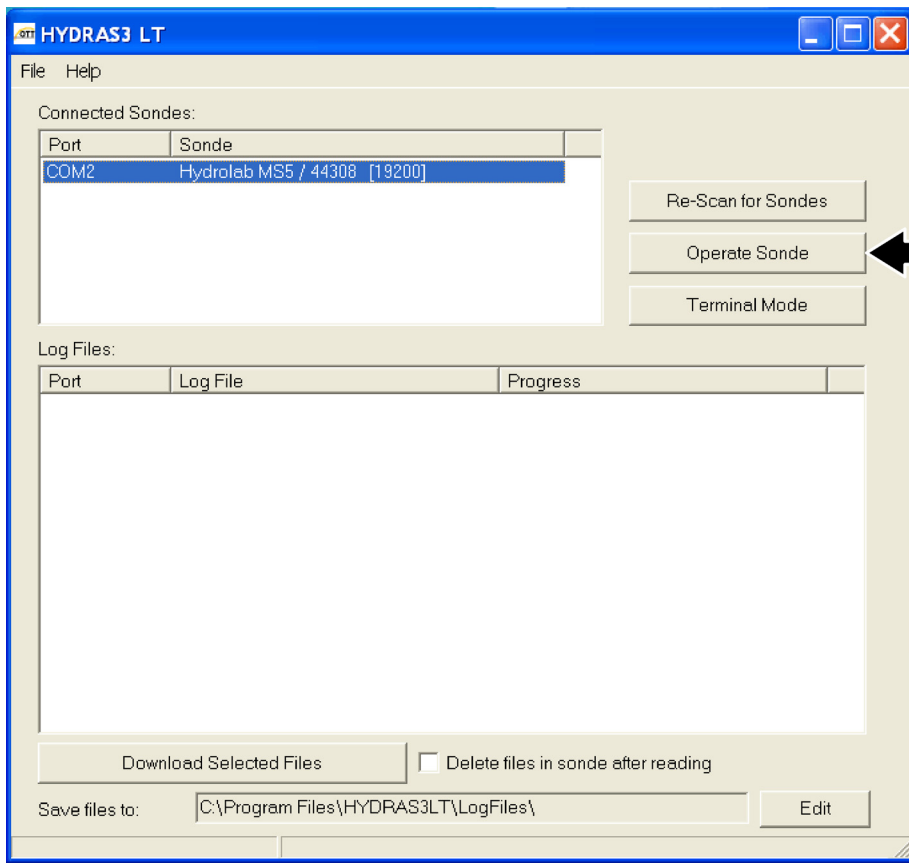 OTT HYDRAS3 LT
File Help
Connected Sondes:
Port Sonde
COM2 Hydrolab MS5 / 44308 [19200]
Re-Scan for Sondes
Operate Sonde
Terminal Mode
Log Files:
Port Log File Progress
Download Selected Files Delete files in sonde after reading
Save files to: C:\Program Files\HYDRAS3LT\LogFiles\ Edit